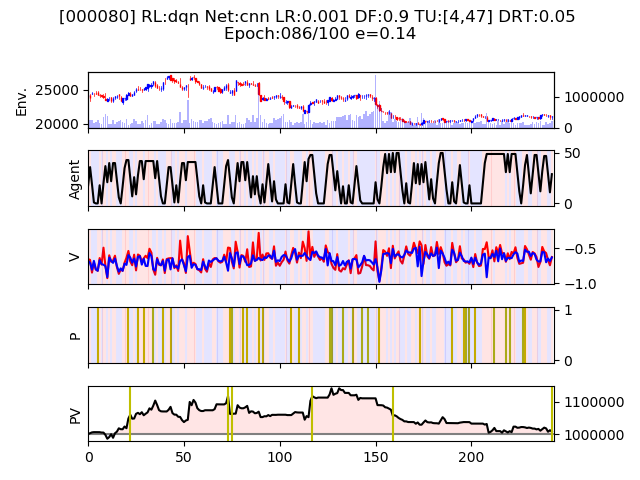 [000080] RL:dqn Net:cnn LR:0.001 DF:0.9 TU:[4,47] DRT:0.05
Epoch:086/100 e=0.14
Env.
25000
20000
1000000
0
Agent
50
0
V
−0.5
−1.0
P
1
0
PV
1100000
1000000
0
50
100
150
200